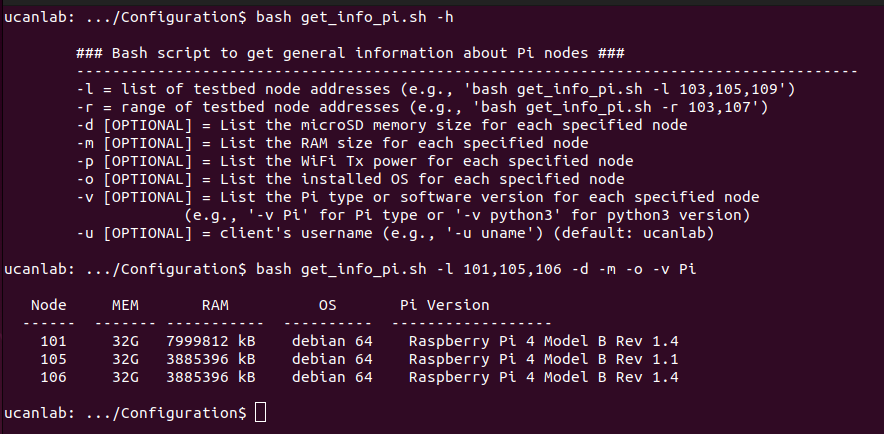 ucanlab: .../Configuration$ bash get_info_pi.sh -h
### Bash script to get general information about Pi nodes ###
---------------------------------------------------------------------------------------
-l = list of testbed node addresses (e.g., 'bash get_info_pi.sh -l 103,105,109')
-r = range of testbed node addresses (e.g., 'bash get_info_pi.sh -r 103,107')
-d [OPTIONAL] = List the microSD memory size for each specified node
-m [OPTIONAL] = List the RAM size for each specified node
-p [OPTIONAL] = List the WiFi Tx power for each specified node
-o [OPTIONAL] = List the installed OS for each specified node
-v [OPTIONAL] = List the Pi type or software version for each specified node
(e.g., '-v Pi' for Pi type or '-v python3' for python3 version)
-u [OPTIONAL] = client's username (e.g., '-u uname') (default: ucanlab)
ucanlab: .../Configuration$ bash get_info_pi.sh -l 101,105,106 -d -m -o -v Pi
Node MEM RAM OS Pi Version
------ ------- ----------- ---------- ------------------
101 32G 7999812 kB debian 64 Raspberry Pi 4 Model B Rev 1.4
105 32G 3885396 kB debian 64 Raspberry Pi 4 Model B Rev 1.1
106 32G 3885396 kB debian 64 Raspberry Pi 4 Model B Rev 1.4
ucanlab: .../Configuration$